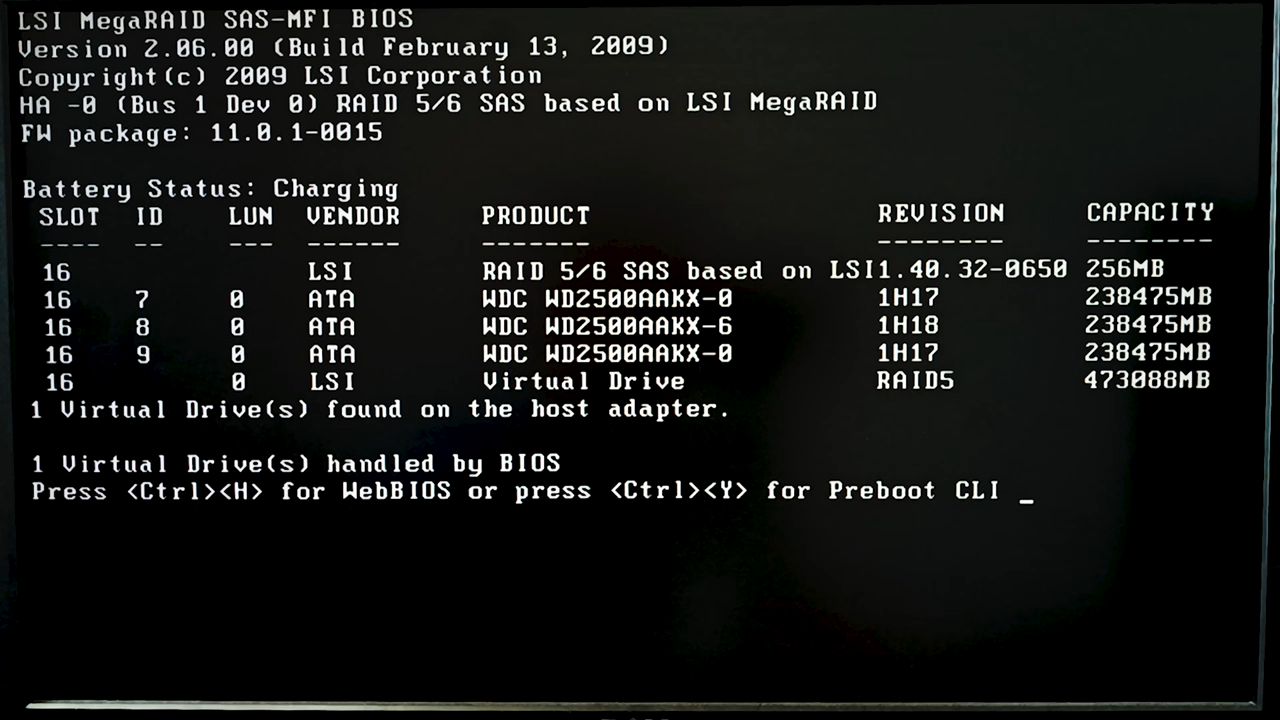 LSI MegaRAID SAS-MFI BIOS
Version 2.06.00 (Build February 13, 2009)
Copyright(c) 2009 LSI Corporation
HA -0 (Bus 1 Dev 0) RAID 5/6 SAS based on LSI MegaRAID
FW package: 11.0.1-0015
Battery Status: Charging
SLOT ID LUN VENDOR PRODUCT REVISION CAPACITY
---- -- --- ------ ------- -------- --------
16 LSI RAID 5/6 SAS based on LSI1.40.32-0650 256MB
16 7 0 ATA WDC WD2500AAKX-0 1H17 238475MB
16 8 0 ATA WDC WD2500AAKX-6 1H18 238475MB
16 9 0 ATA WDC WD2500AAKX-0 1H17 238475MB
16 0 LSI Virtual Drive RAID5 473088MB
1 Virtual Drive(s) found on the host adapter.
1 Virtual Drive(s) handled by BIOS
Press <Ctrl><H> for WebBIOS or press <Ctrl><Y> for Preboot CLI _